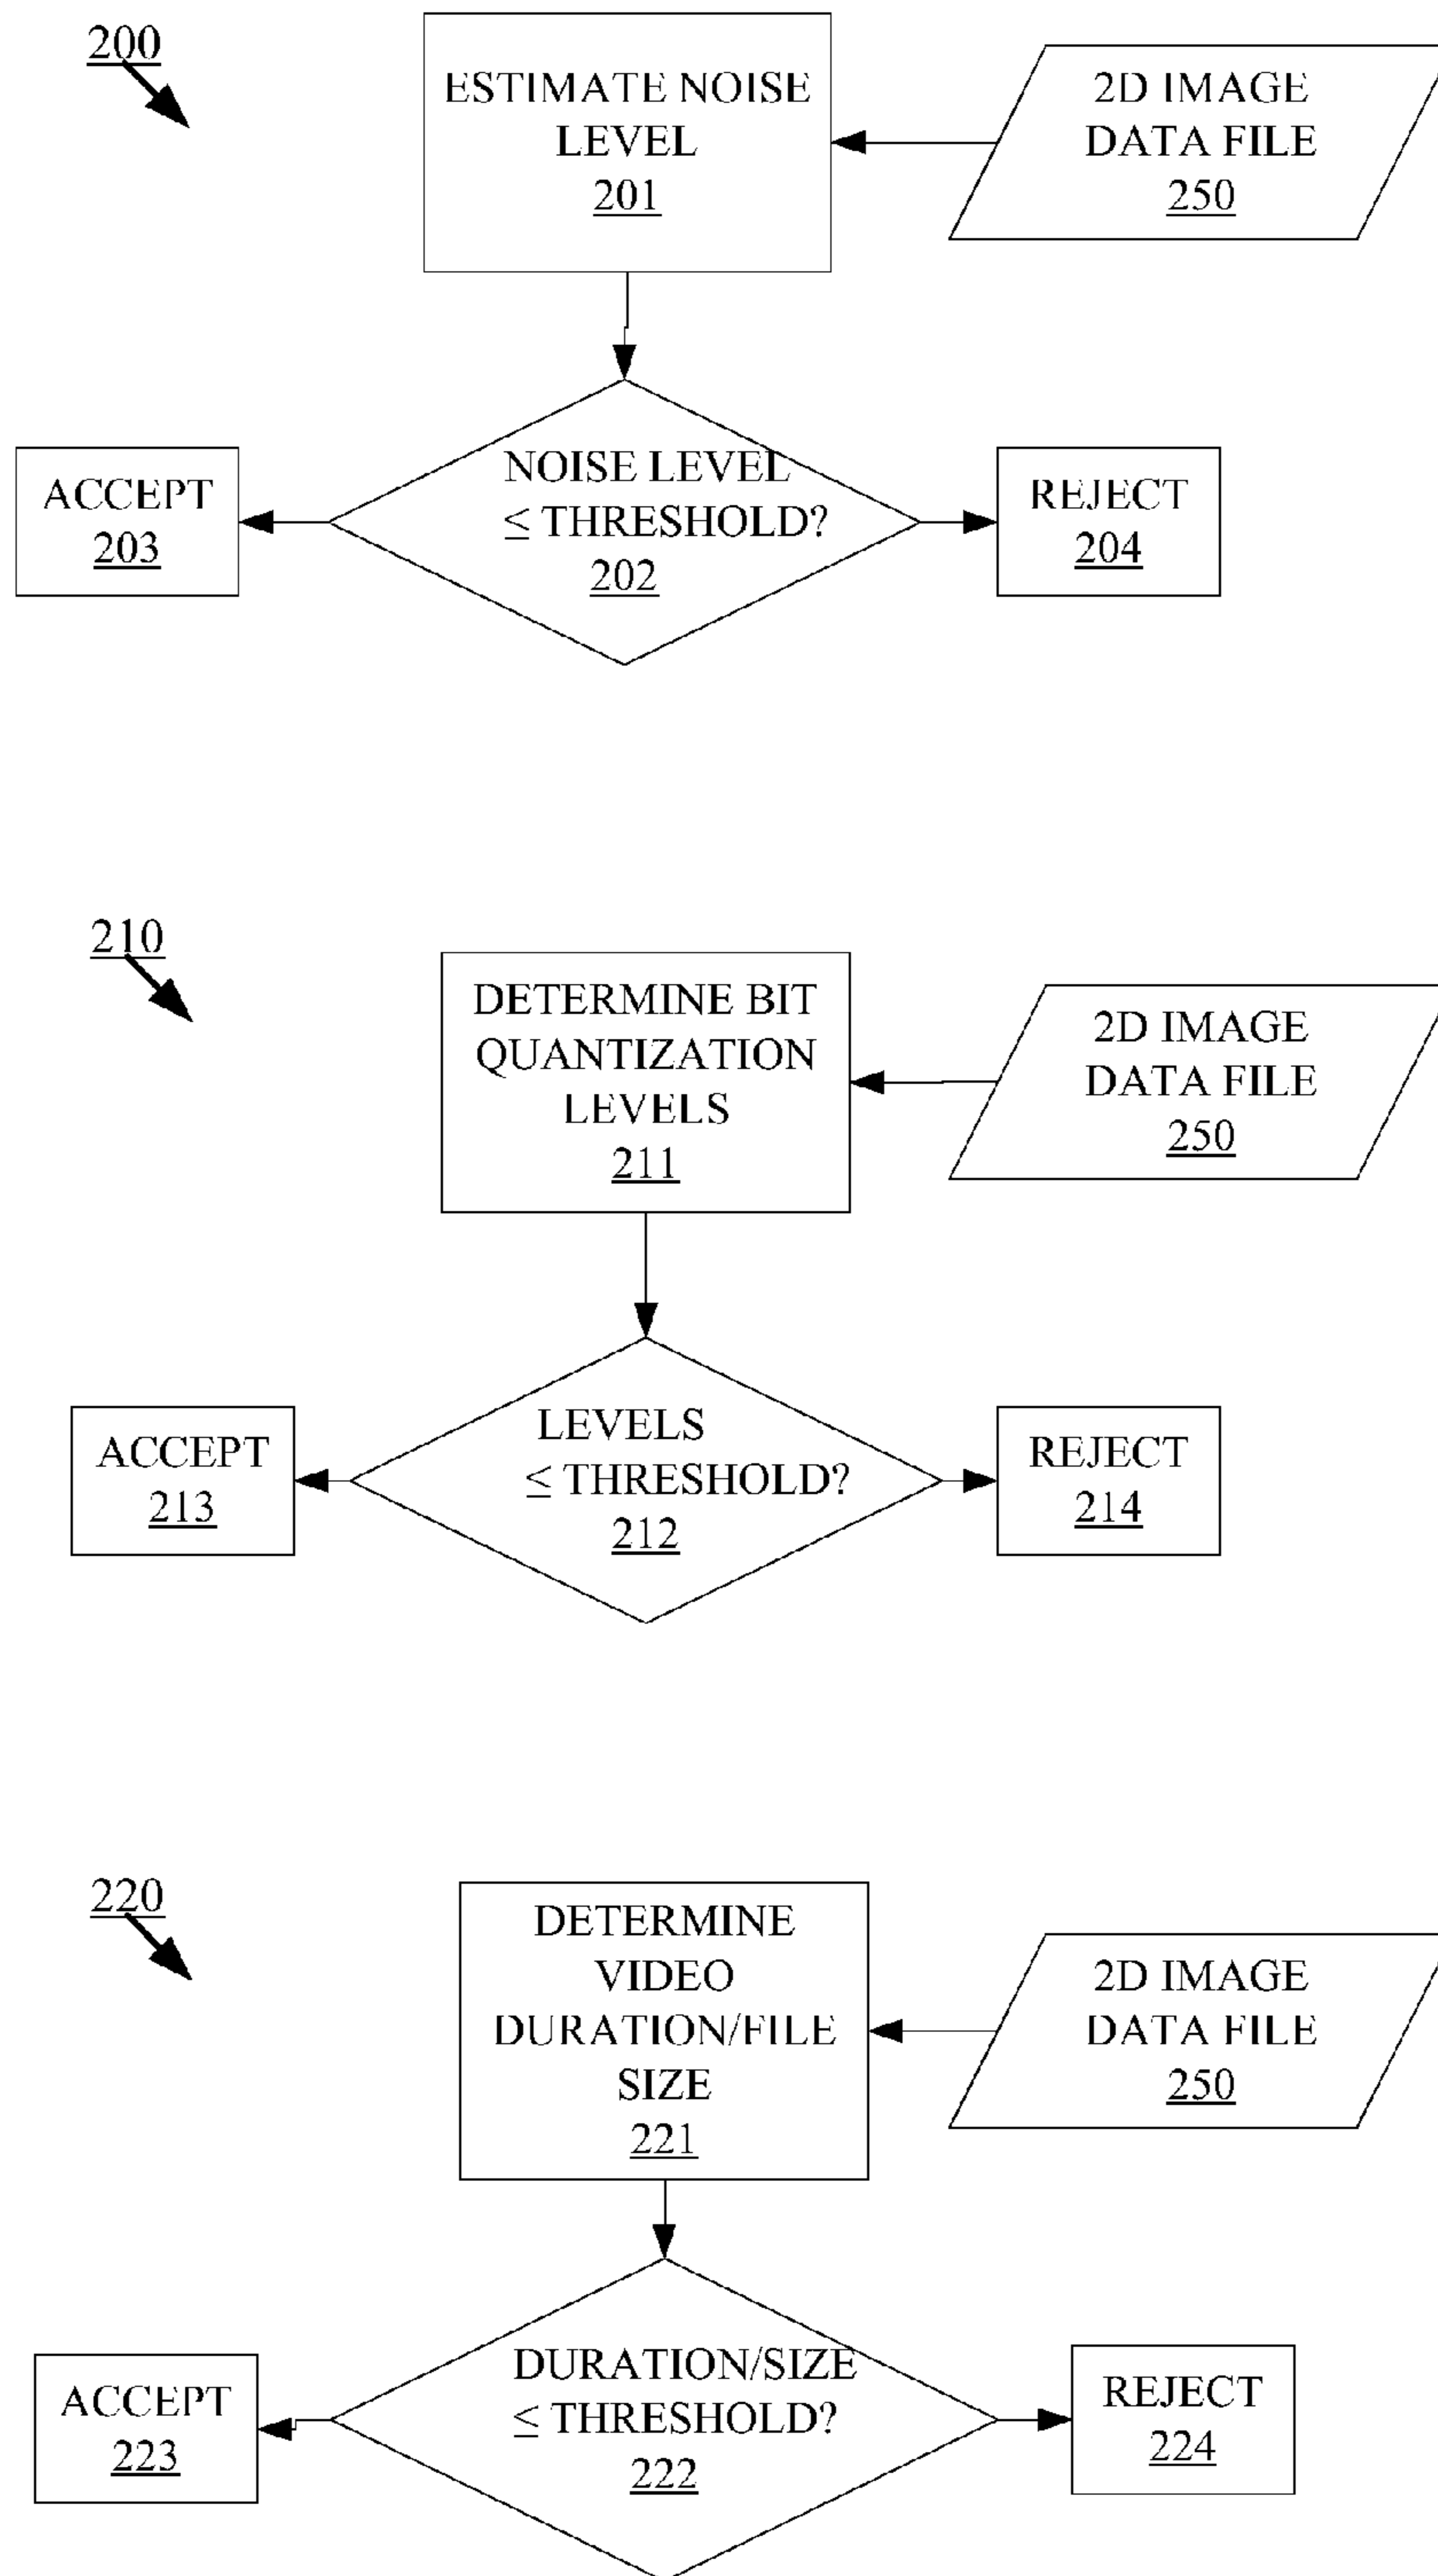 200
ESTIMATE NOISE
LEVEL
201
2D IMAGE
DATA FILE
250
NOISE LEVEL
≤ THRESHOLD?
202
ACCEPT
203
REJECT
204
210
DETERMINE BIT
QUANTIZATION
LEVELS
211
2D IMAGE
DATA FILE
250
LEVELS
≤ THRESHOLD?
212
ACCEPT
213
REJECT
214
220
DETERMINE
VIDEO
DURATION/FILE
SIZE
221
2D IMAGE
DATA FILE
250
DURATION/SIZE
≤ THRESHOLD?
222
ACCEPT
223
REJECT
224